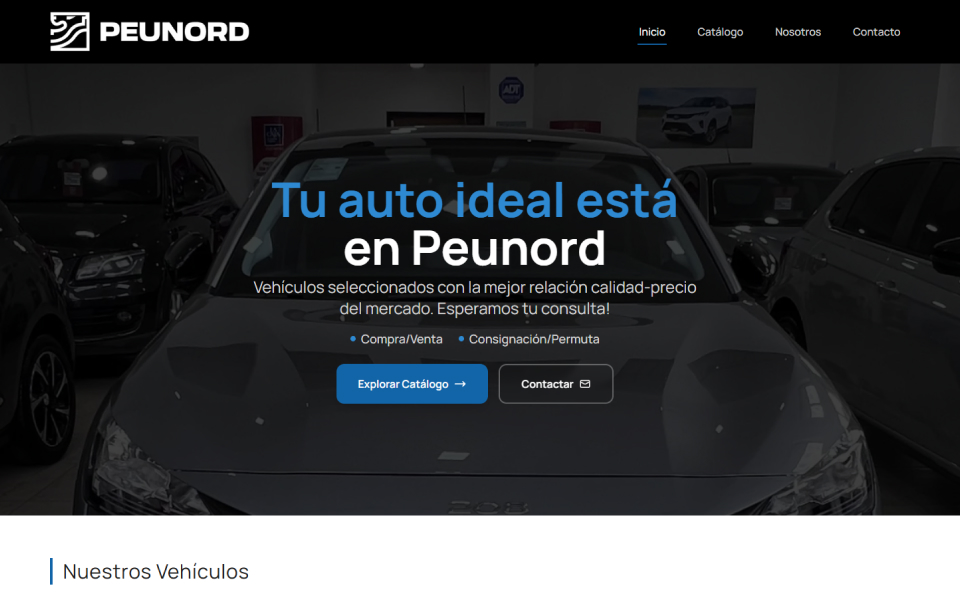 PEUNORD
Inicio Catálogo Nosotros Contacto
ADT
Tu auto ideal está
en Peunord
Vehículos seleccionados con la mejor relación calidad-precio
del mercado. Esperamos tu consulta!
Compra/Venta Consignación/Permuta
Explorar Catálogo Contactar
208
Nuestros Vehículos